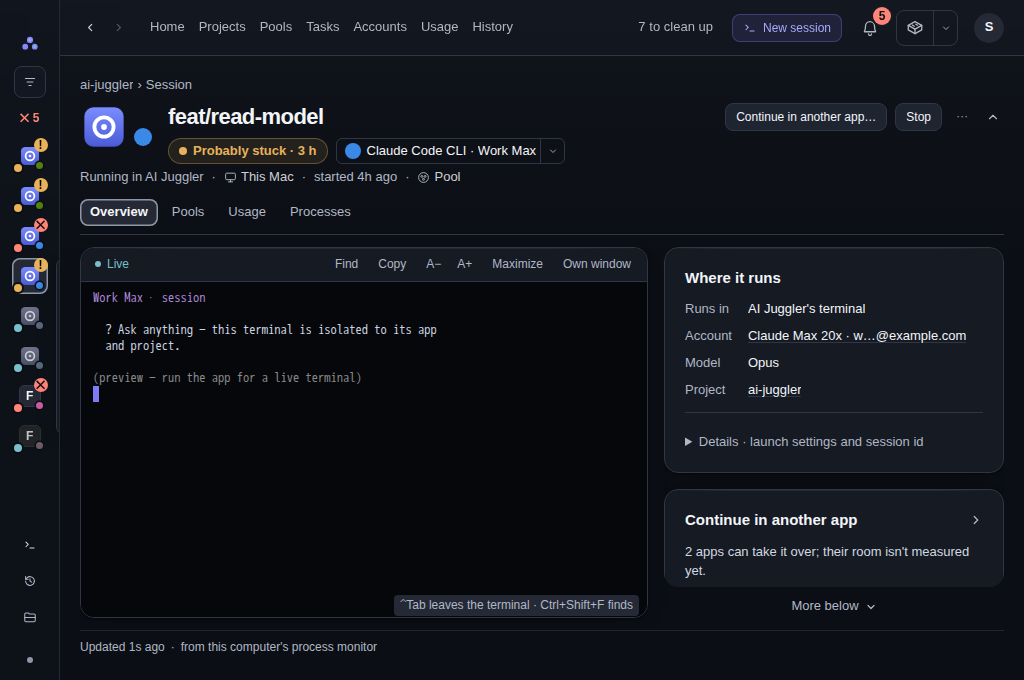 Home Projects Pools Tasks Accounts Usage History 7 to clean up New session 5 S
ai-juggler › Session
feat/read-model
Continue in another app… Stop ···
Probably stuck · 3 h Claude Code CLI · Work Max
Running in AI Juggler · This Mac · started 4h ago · Pool
Overview Pools Usage Processes
5
!
!
!
F
F
Live Find Copy A− A+ Maximize Own window
Work Max · session
? Ask anything — this terminal is isolated to its app
and project.
(preview — run the app for a live terminal)
^Tab leaves the terminal · Ctrl+Shift+F finds
Where it runs
Runs in AI Juggler's terminal
Account Claude Max 20x · w…@example.com
Model Opus
Project ai-juggler
Details · launch settings and session id
Continue in another app
2 apps can take it over; their room isn't measured
yet.
More below
Updated 1s ago · from this computer's process monitor